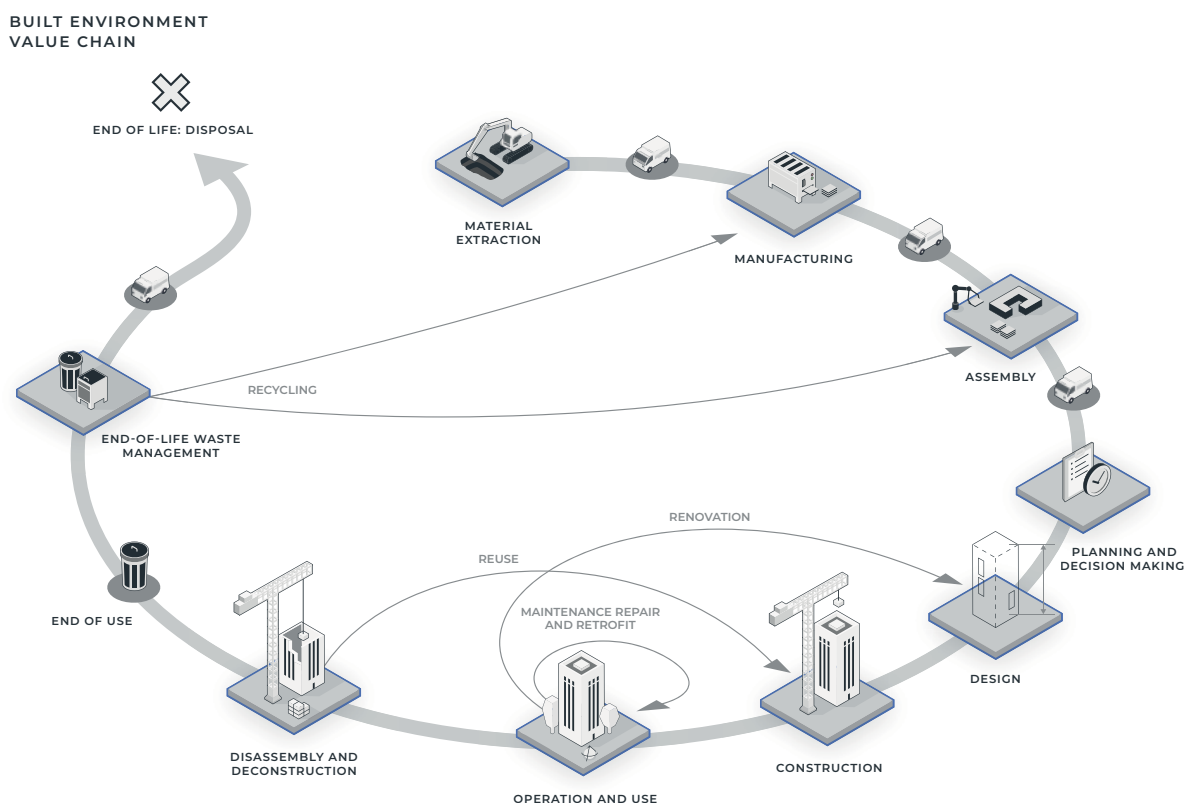 BUILT ENVIRONMENT
VALUE CHAIN
END OF LIFE: DISPOSAL
MATERIAL
EXTRACTION
MANUFACTURING
ASSEMBLY
RECYCLING
END-OF-LIFE WASTE
MANAGEMENT
PLANNING AND
DECISION MAKING
RENOVATION
REUSE
MAINTENANCE REPAIR
AND RETROFIT
END OF USE
DESIGN
DISASSEMBLY AND
DECONSTRUCTION
CONSTRUCTION
OPERATION AND USE